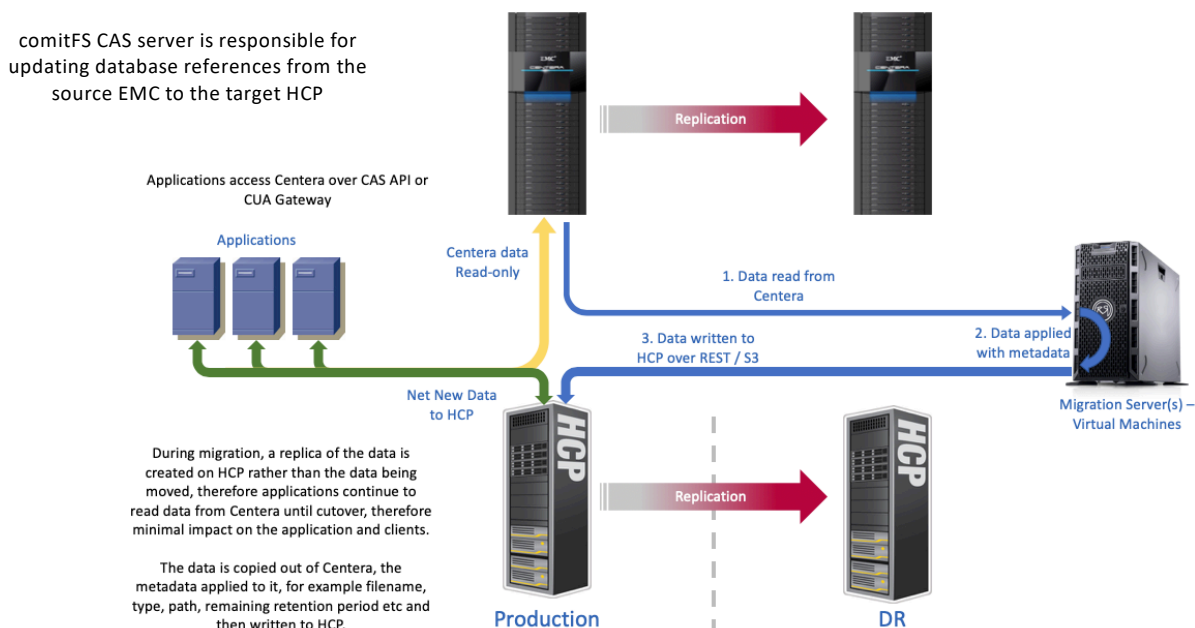 comitFS CAS server is responsible for
updating database references from the
source EMC to the target HCP
EMC²
CENTERA
Replication
Applications access Centera over CAS API or
CUA Gateway
Applications
Centera data
Read-only
1. Data read from
Centera
3. Data written to
HCP over REST / S3
2. Data applied
with metadata
Net New Data
to HCP
Migration Server(s) –
Virtual Machines
HCP
HCP
During migration, a replica of the data is
created on HCP rather than the data being
moved, therefore applications continue to
read data from Centera until cutover, therefore
minimal impact on the application and clients.
Replication
The data is copied out of Centera, the
metadata applied to it, for example filename,
type, path, remaining retention period etc and
then written to HCP.
Production
DR